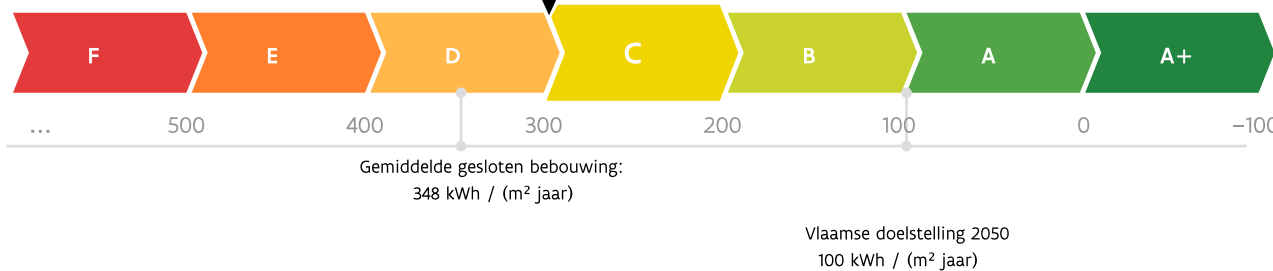 F E D C B A A+
... 500 400 300 200 100 0 −100
Gemiddelde gesloten bebouwing:
348 kWh / (m² jaar)
Vlaamse doelstelling 2050
100 kWh / (m² jaar)